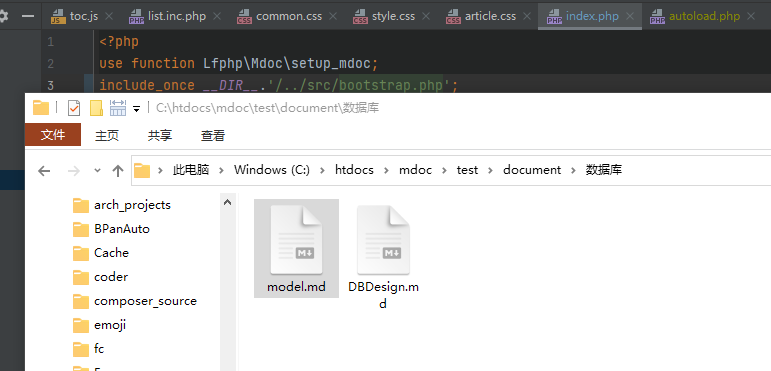 toc.js list.inc.php common.css style.css article.css index.php autoload.php
1 <?php
2 use function Lfphp\Mdoc\setup_mdoc;
3 include_once __DIR__.'/../src/bootstrap.php';
C:\htdocs\mdoc\test\document\数据库
文件 主页 共享 查看
此电脑 Windows (C:) htdocs mdoc test document 数据库
arch_projects
BPanAuto
Cache
coder
composer_source
emoji
fc
model.md
DBDesign.m
d